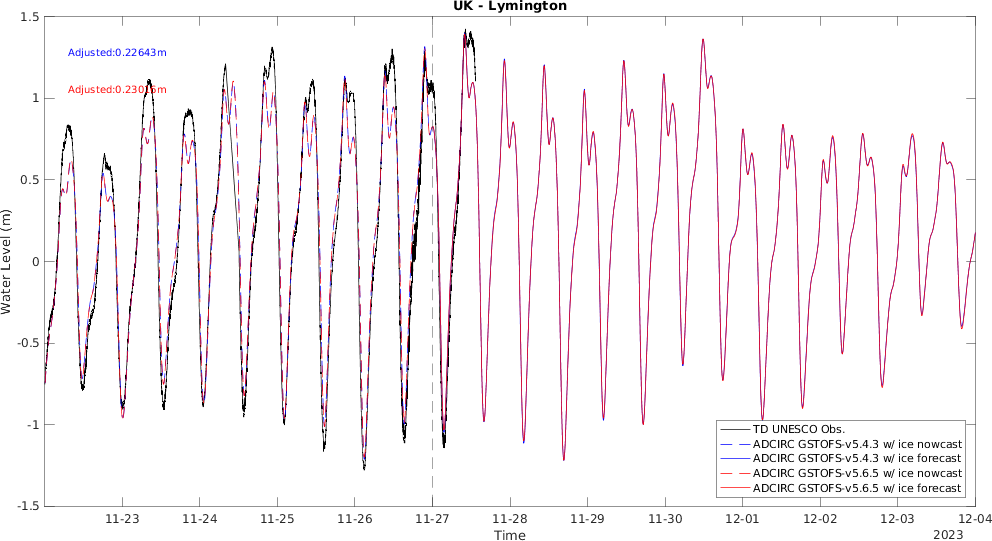 UK - Lymington
Adjusted:0.22643m
Adjusted:0.23015m
Water Level (m)
1.5
1
0.5
0
-0.5
-1
-1.5
TD UNESCO Obs.
ADCIRC GSTOFS-v5.4.3 w/ ice nowcast
ADCIRC GSTOFS-v5.4.3 w/ ice forecast
ADCIRC GSTOFS-v5.6.5 w/ ice nowcast
ADCIRC GSTOFS-v5.6.5 w/ ice forecast
11-23 11-24 11-25 11-26 11-27 11-28 11-29 11-30 12-01 12-02 12-03 12-04
Time
2023